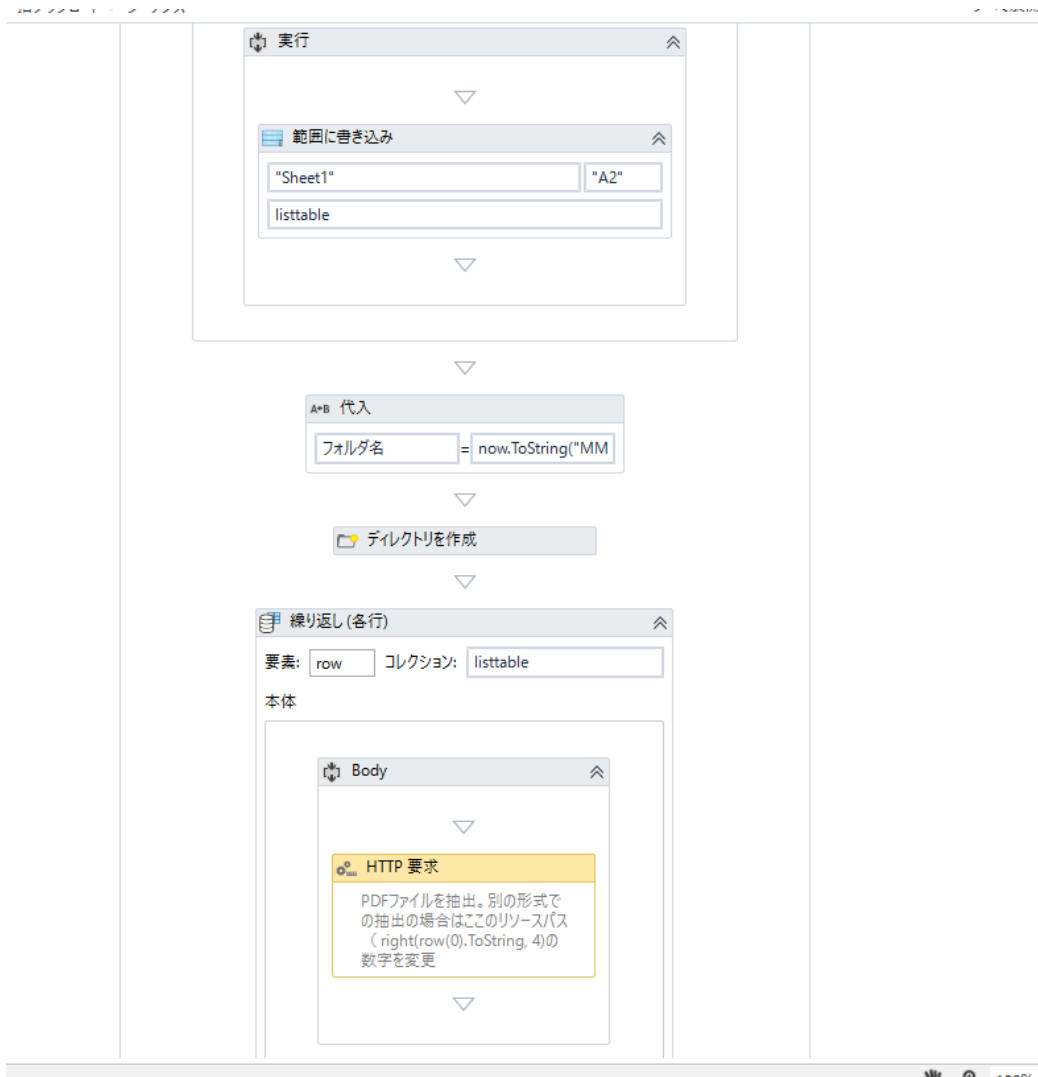 実行
範囲に書き込み
"Sheet1" "A2"
listtable
A+B 代入
フォルダ名 = now.ToString("MM
ディレクトリを作成
繰り返し (各行)
要素: row コレクション: listtable
本体
Body
HTTP 要求
PDFファイルを抽出。別の形式で
の抽出の場合はここのリソースパス
( right(row(0).ToString, 4)の
数字を変更